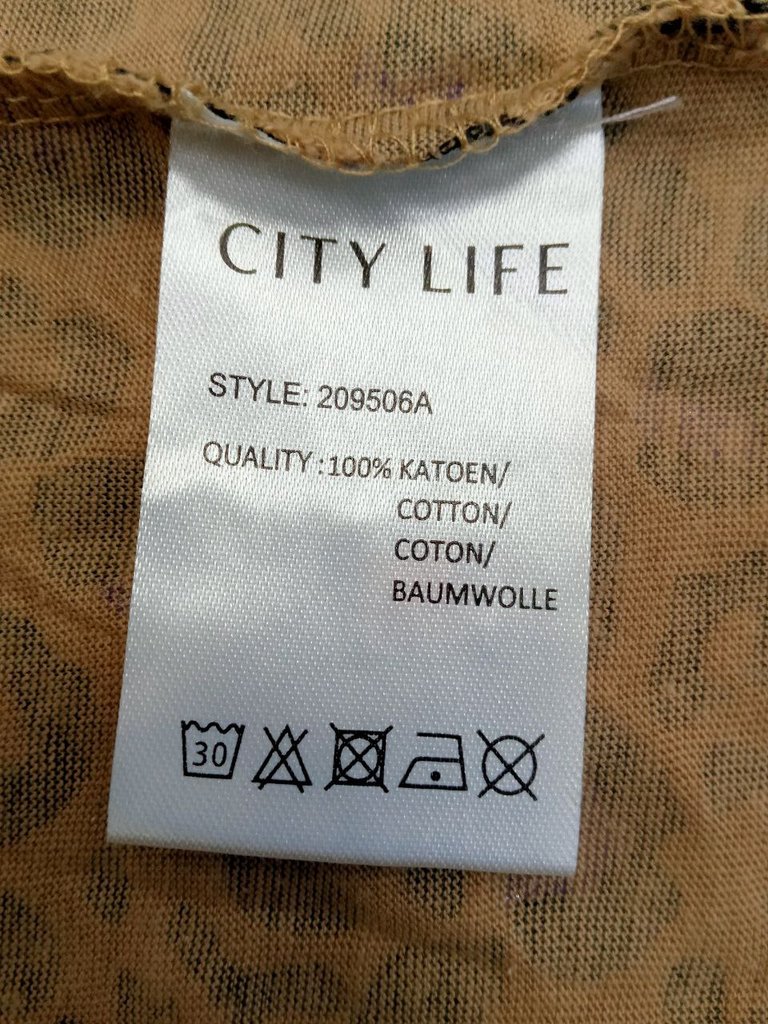 CITY LIFE
STYLE: 209506A
QUALITY :100% KATOEN/
COTTON/
COTON/
BAUMWOLLE
30